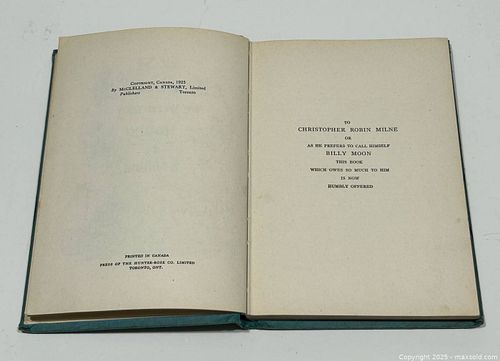 COPYRIGHT, CANADA, 1925
By McCLELLAND & STEWART, Limited
Publishers Toronto
PRINTED IN CANADA
PRESS OF THE HUNTER-ROSE CO. LIMITED
TORONTO, ONT.
TO
CHRISTOPHER ROBIN MILNE
OR
AS HE PREFERS TO CALL HIMSELF
BILLY MOON
THIS BOOK
WHICH OWES SO MUCH TO HIM
IS NOW
HUMBLY OFFERED
Copyright © 2025 - maxsold.com